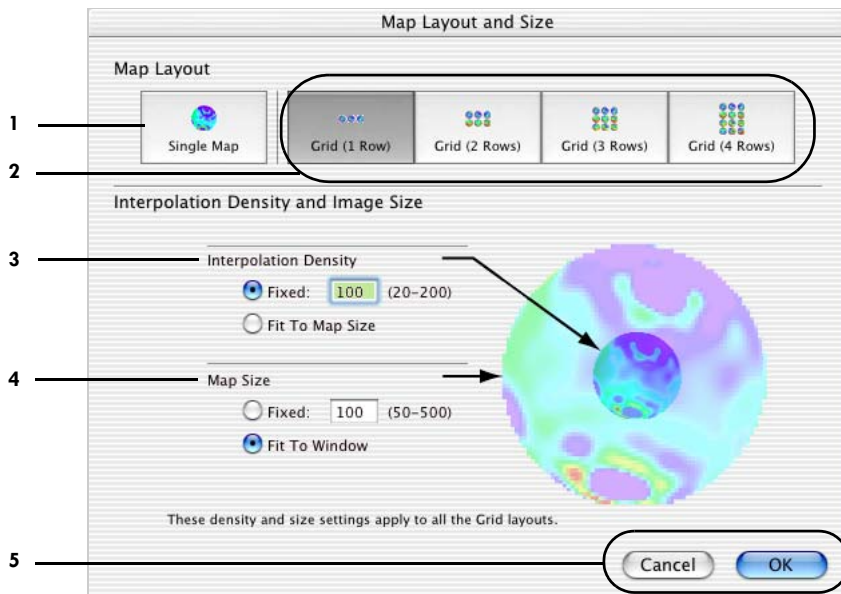 Map Layout and Size
Map Layout
1
Single Map
Grid (1 Row)
Grid (2 Rows)
Grid (3 Rows)
Grid (4 Rows)
2
Interpolation Density and Image Size
3
Interpolation Density
Fixed: 100 (20-200)
Fit To Map Size
4
Map Size
Fixed: 100 (50-500)
Fit To Window
These density and size settings apply to all the Grid layouts.
5
Cancel
OK